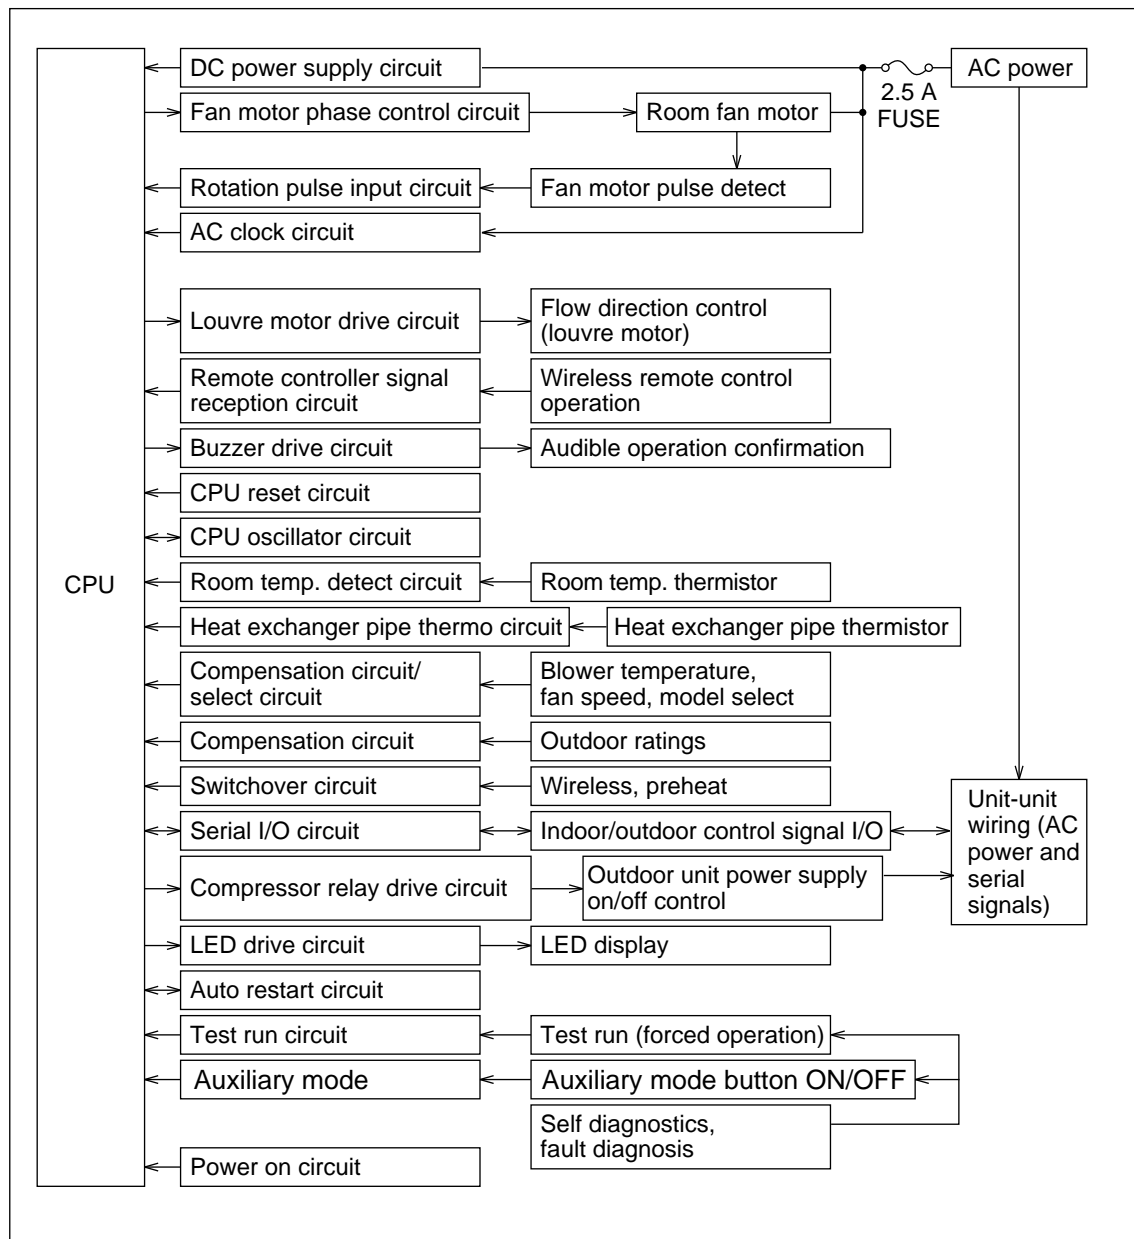 DC power supply circuit
AC power
2.5 A
FUSE
Fan motor phase control circuit
Room fan motor
Rotation pulse input circuit
Fan motor pulse detect
AC clock circuit
Louvre motor drive circuit
Flow direction control
(louvre motor)
Remote controller signal
reception circuit
Wireless remote control
operation
Buzzer drive circuit
Audible operation confirmation
CPU reset circuit
CPU oscillator circuit
CPU
Room temp. detect circuit
Room temp. thermistor
Heat exchanger pipe thermo circuit
Heat exchanger pipe thermistor
Compensation circuit/
select circuit
Blower temperature,
fan speed, model select
Compensation circuit
Outdoor ratings
Switchover circuit
Wireless, preheat
Serial I/O circuit
Indoor/outdoor control signal I/O
Unit-unit
wiring (AC
power and
serial
signals)
Compressor relay drive circuit
Outdoor unit power supply
on/off control
LED drive circuit
LED display
Auto restart circuit
Test run circuit
Test run (forced operation)
Auxiliary mode
Auxiliary mode button ON/OFF
Self diagnostics,
fault diagnosis
Power on circuit